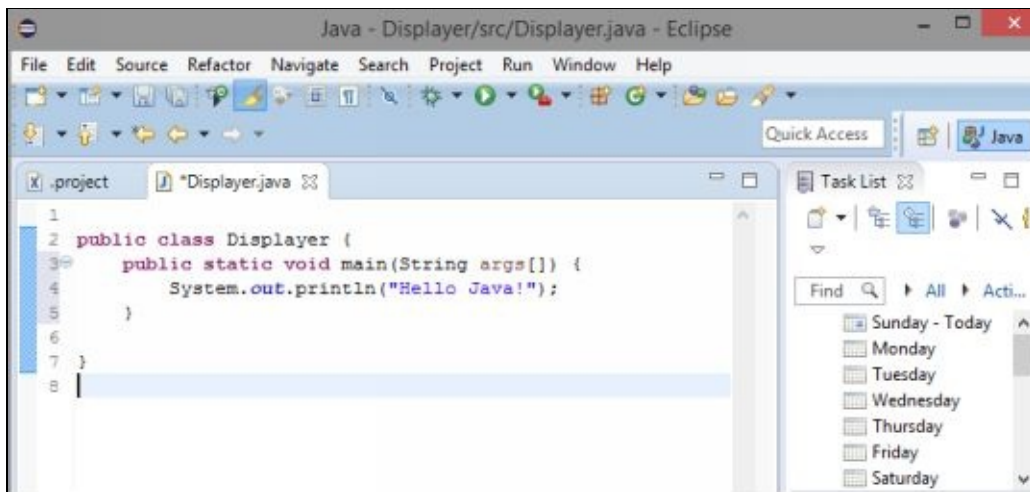 Java - Displayer/src/Displayer.java - Eclipse
File Edit Source Refactor Navigate Search Project Run Window Help
Quick Access
Java
.project
*Displayer.java
1
2 public class Displayer {
3 public static void main(String args[]) {
4 System.out.println("Hello Java!");
5 }
6
7 }
8
Task List
Find
All
Acti...
Sunday - Today
Monday
Tuesday
Wednesday
Thursday
Friday
Saturday